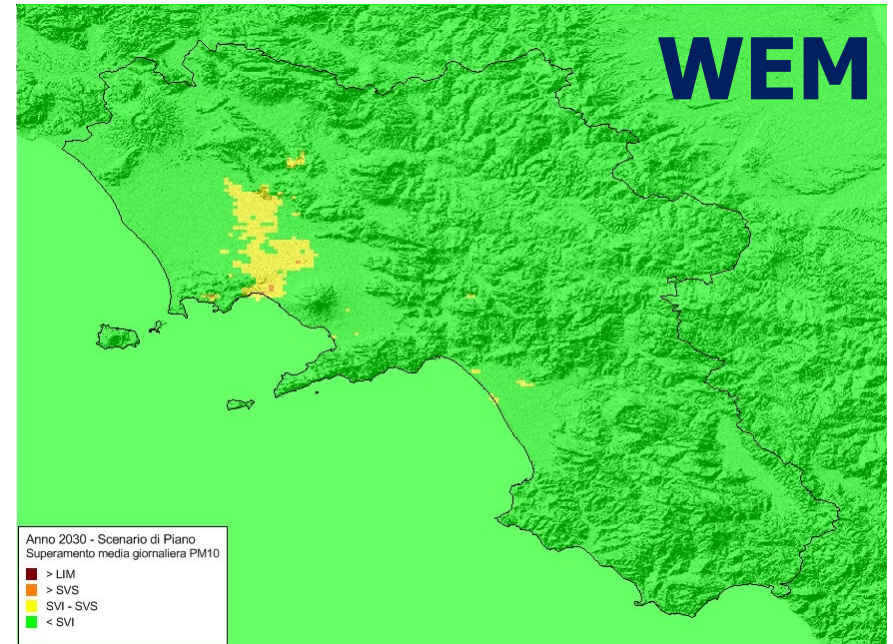 WEM
Anno 2030 - Scenario di Piano
Superamento media giornaliera PM10
> LIM
> SVS
SVI - SVS
< SVI